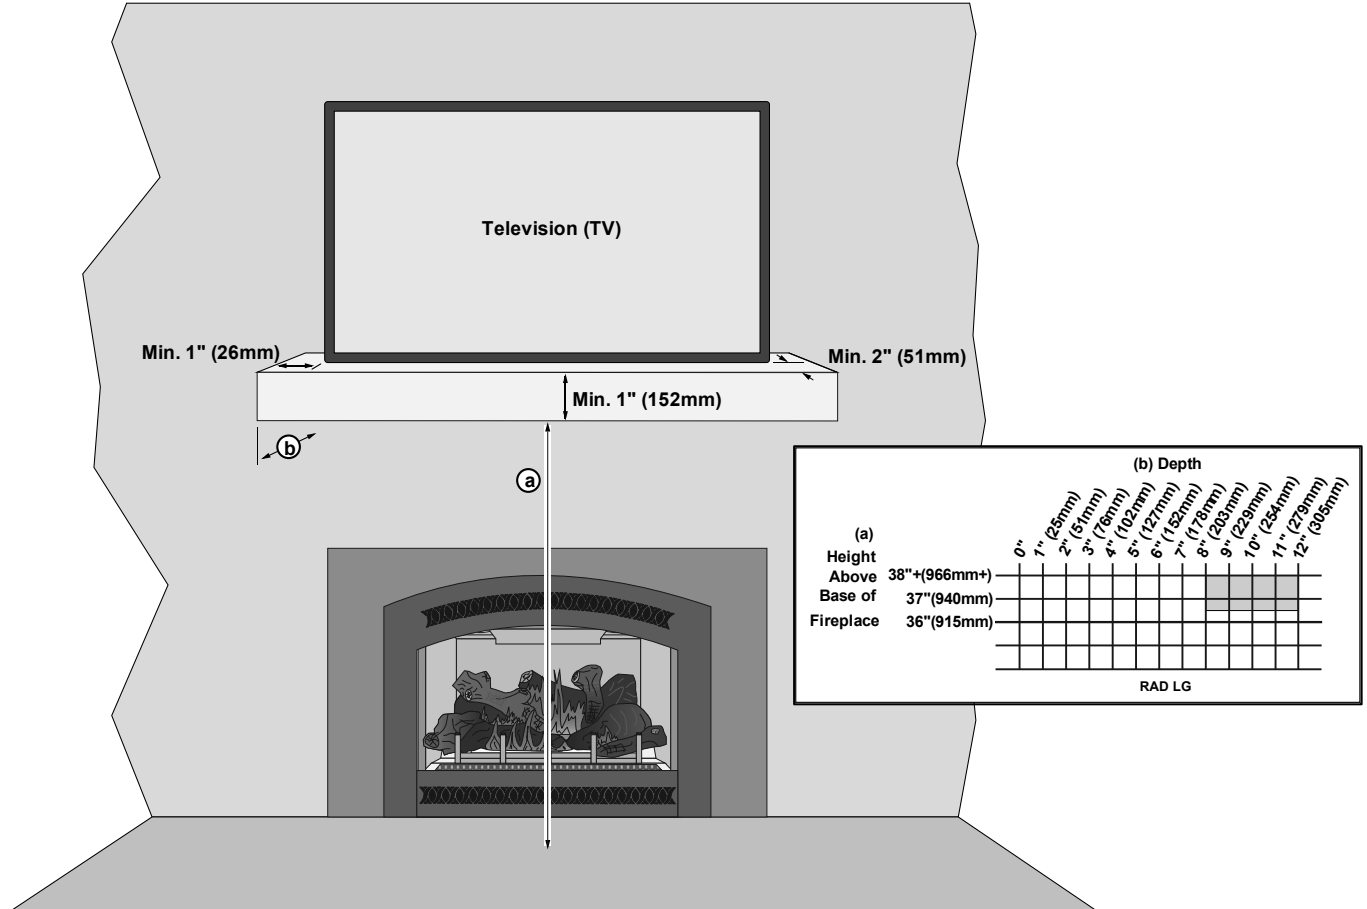 Television (TV)
Min. 1" (26mm)
Min. 2" (51mm)
Min. 1" (152mm)
b
a
(b) Depth
0"
1" (25mm)
2" (51mm)
3" (76mm)
4" (102mm)
5" (127mm)
6" (152mm)
7" (178mm)
8" (203mm)
9" (229mm)
10" (254mm)
11" (279mm)
12" (305mm)
(a)
Height
Above
Base of
Fireplace
38"+(966mm+)
37"(940mm)
36"(915mm)
RAD LG